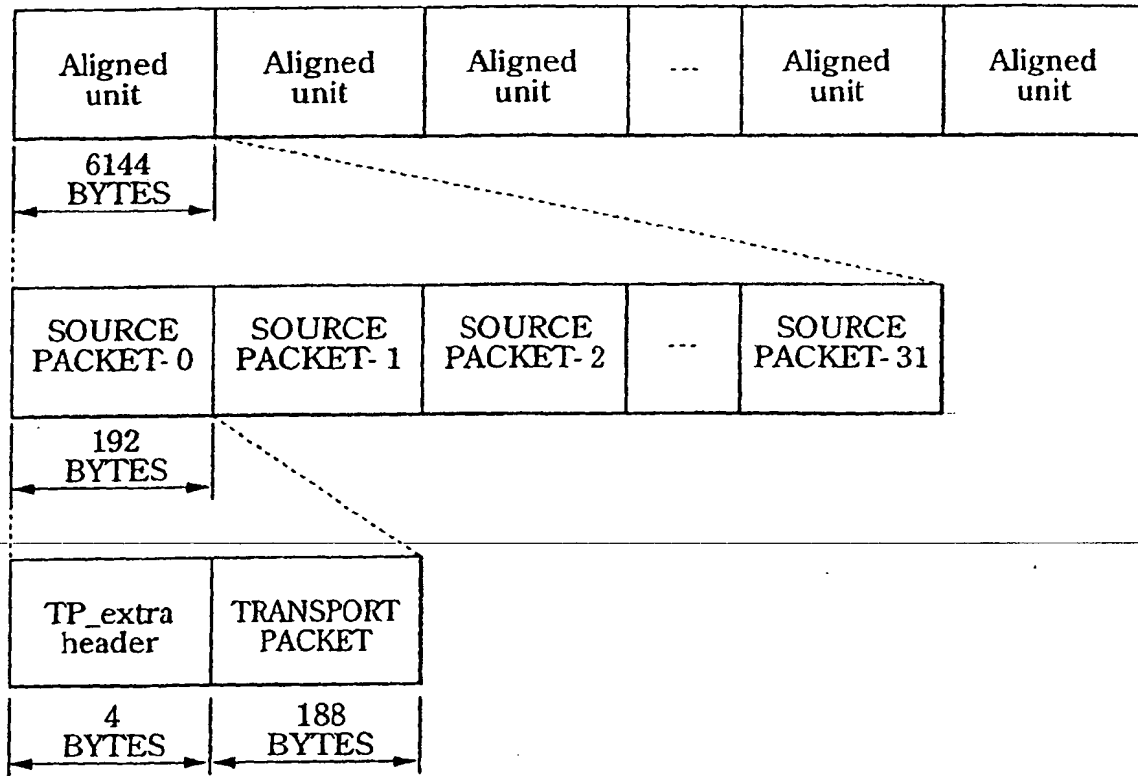 Aligned unit
Aligned unit
Aligned unit
---
Aligned unit
Aligned unit
6144 BYTES
SOURCE PACKET-0
SOURCE PACKET-1
SOURCE PACKET-2
---
SOURCE PACKET-31
192 BYTES
TP_extra header
TRANSPORT PACKET
4 BYTES
188 BYTES